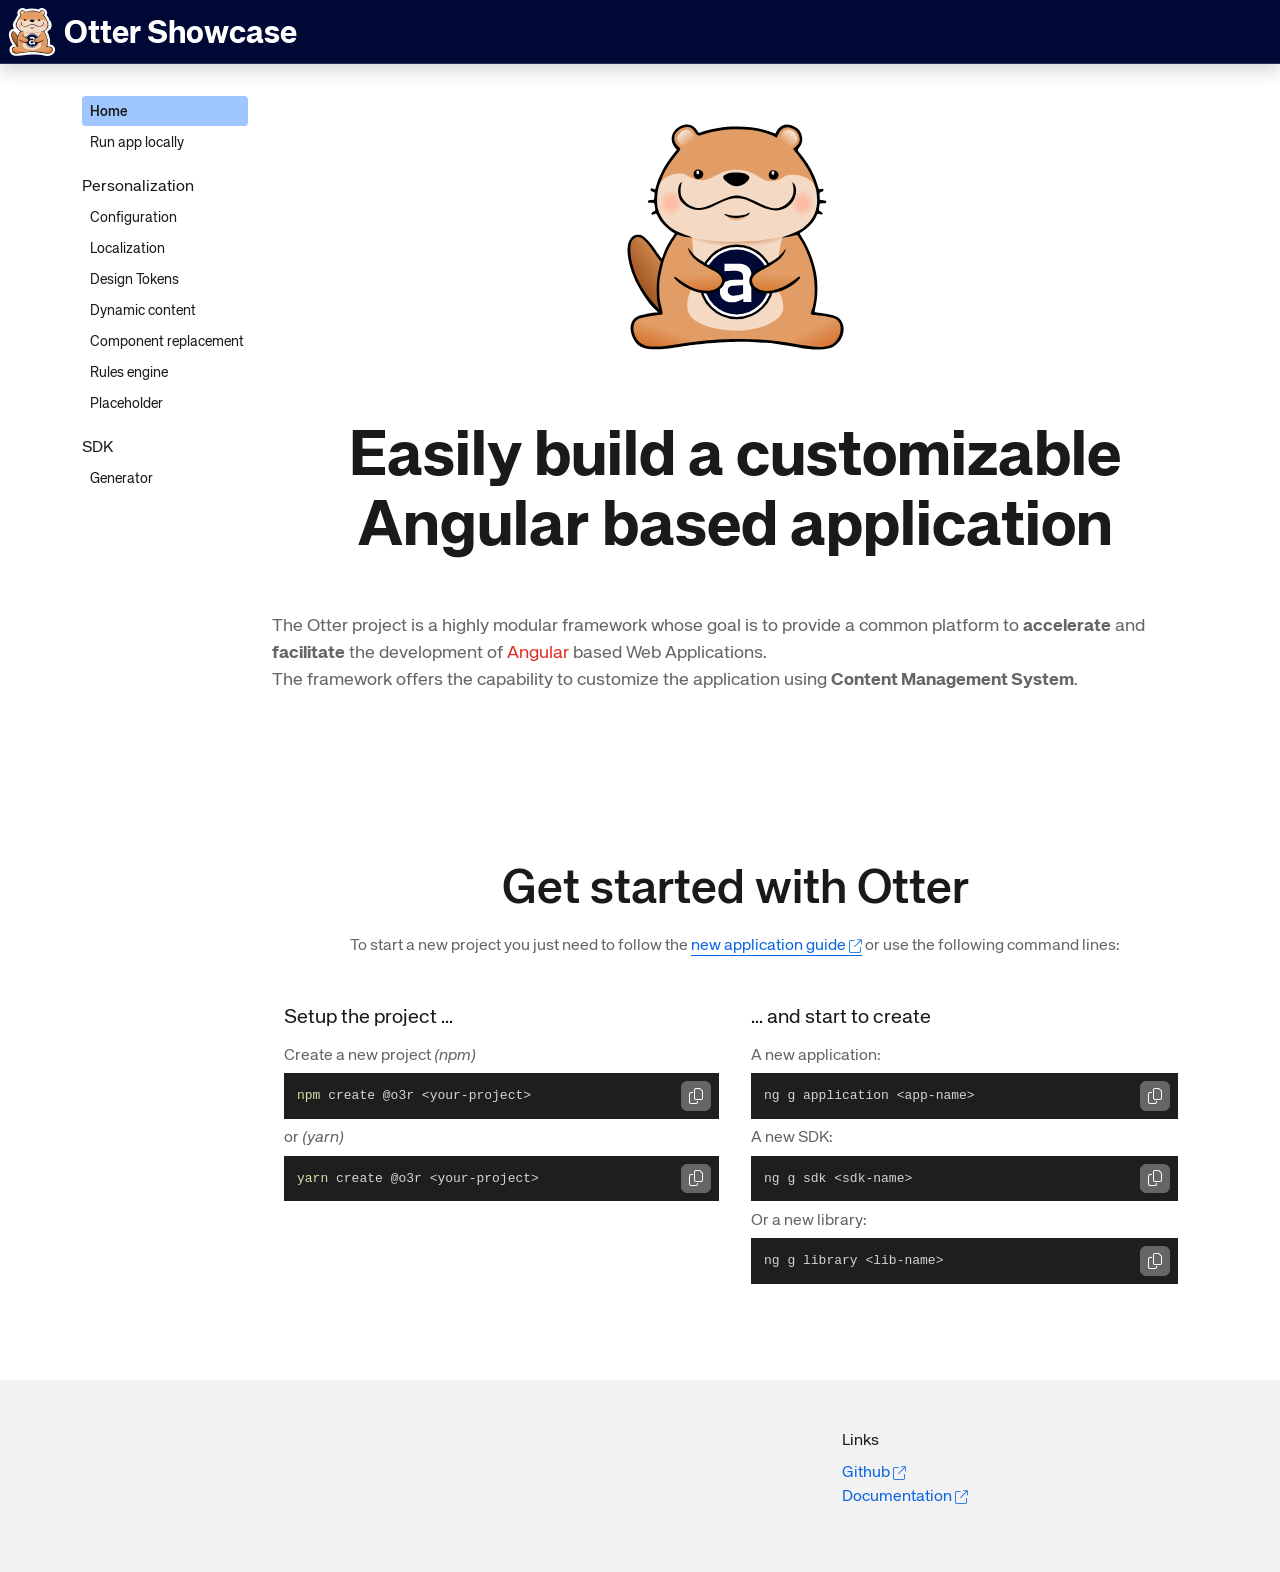 Otter Showcase
Home
Run app locally
Personalization
Configuration
Localization
Design Tokens
Dynamic content
Component replacement
Rules engine
Placeholder
SDK
Generator
a
Easily build a customizable
Angular based application
The Otter project is a highly modular framework whose goal is to provide a common platform to accelerate and
facilitate the development of Angular based Web Applications.
The framework offers the capability to customize the application using Content Management System.
Get started with Otter
To start a new project you just need to follow the new application guide or use the following command lines:
Setup the project ...
Create a new project (npm)
npm create @o3r <your-project>
or (yarn)
yarn create @o3r <your-project>
... and start to create
A new application:
ng g application <app-name>
A new SDK:
ng g sdk <sdk-name>
Or a new library:
ng g library <lib-name>
Links
Github
Documentation